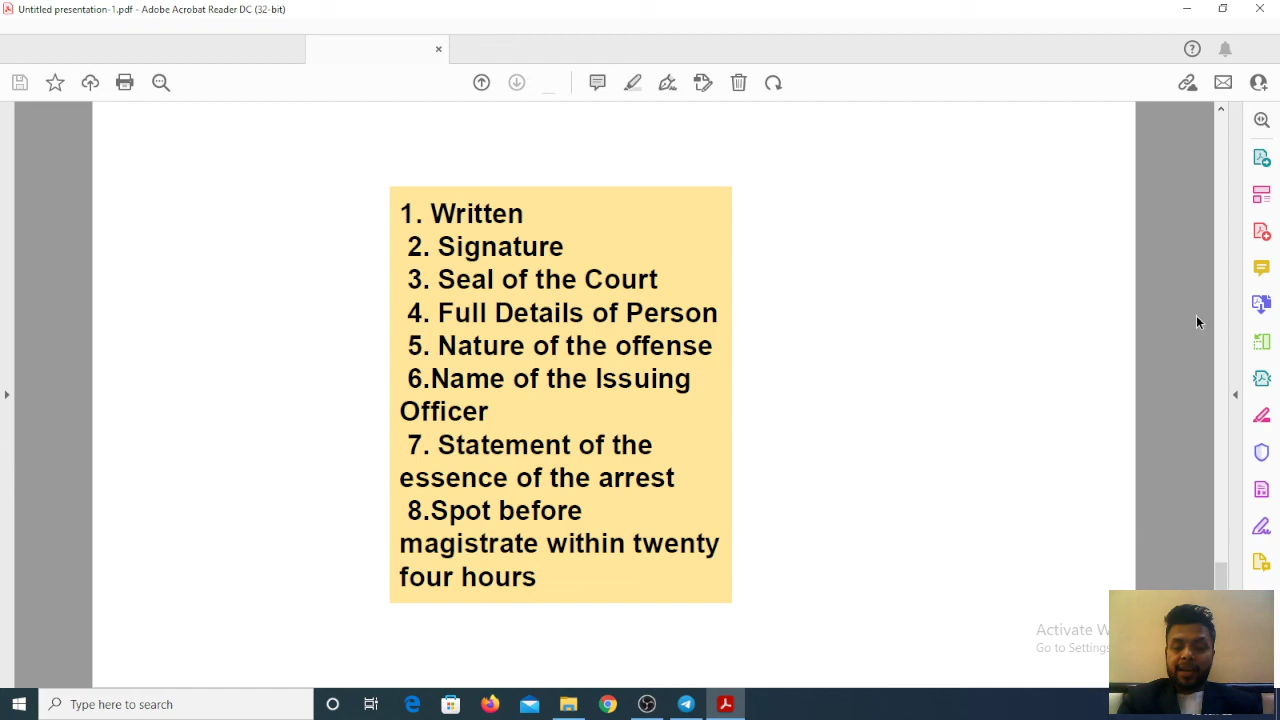 Untitled presentation-1.pdf - Adobe Acrobat Reader DC (32-bit)
1. Written
2. Signature
3. Seal of the Court
4. Full Details of Person
5. Nature of the offense
6.Name of the Issuing
Officer
7. Statement of the
essence of the arrest
8.Spot before
magistrate within twenty
four hours
Activate W
Go to Settings
Type here to search